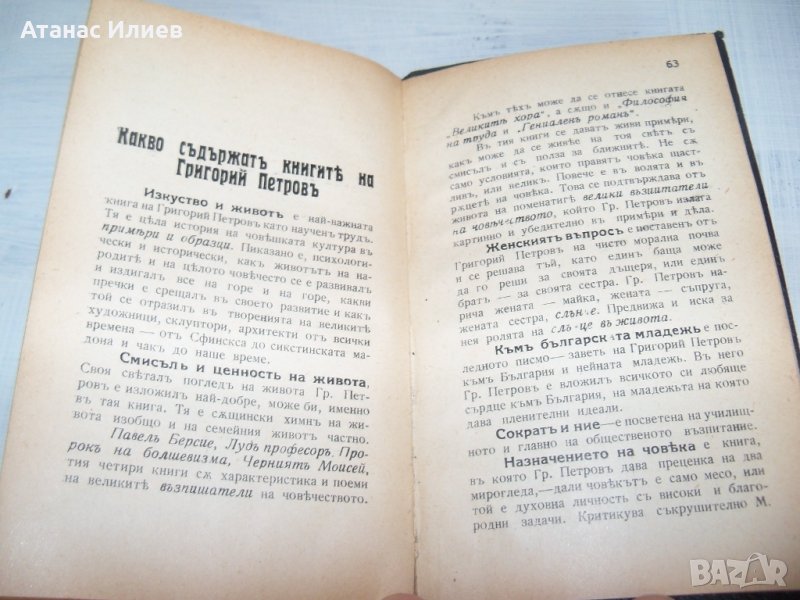 Атанас Илиев
Какво съдържатъ книгитѣ на
Григорий Петровъ
Изкуство и животъ е най-важната
книга на Григорий Петровъ като наученъ трудъ.
Тя е цѣла история на човѣшката култура въ
примѣри и образци. Показано е, психологи-
чески и исторически, какъ животътъ на на-
родитѣ и на цѣлото човѣчество се е развивалъ
и издигалъ все на горе и на горе, какви
пречки е срещалъ въ своето развитие и какъ
той се отразилъ въ творенията на великитѣ
художници, скулптори, архитекти отъ всички
времена — отъ Сфинкса до сикстинската ма-
дона и чакъ до наше време.
Смисълъ и ценность на живота.
Своя свѣталъ погледъ на живота Гр. Пет-
ровъ е изложилъ най-добре, може би, именно
въ тая книга. Тя е сѫщински химнъ на жи-
вота изобщо и на семейния животъ частно.
Павелъ Берсие, Лудъ професоръ. Про-
рокъ на болшевизма, Черниятъ Моисей,
тия четири книги сѫ характеристика и поеми
на великитѣ възпитатели на човѣчеството.
63
Къмъ тѣхъ може да се отнесе книгата
„Великитѣ хора“, а сѫщо и „Философия
на труда и „Гениаленъ романъ“.
Въ тия книги се даватъ живи примѣри,
какъ може да се живѣе на тоя свѣтъ съ
смисълъ и съ полза за ближнитѣ. Не сѫ
само условията, които правятъ човѣка щаст-
ливъ, или великъ. Повече е въ волята и въ
рѫцетѣ на човѣка. Това се подтвърждава отъ
живота на поменатитѣ велики възпитатели
на човѣчеството, който Гр. Петровъ излага
картинно и убедително въ примѣри и дѣла.
Женскиятъ въпросъ е поставенъ отъ
Григорий Петровъ на чисто морална почва
и се решава тъй, като единъ баща може
да го реши за своята дъщеря, или единъ
братъ — за своята сестра. Гр. Петровъ на-
рича жената — майка, жената — съпруга,
жената сестра, слънце. Предвижа и иска за
нея ролята на слънце въ живота.
Къмъ българската младежь е пос-
ледното писмо—заветъ на Григорий Петровъ
къмъ България и нейната младежь. Въ него
Гр. Петровъ е вложилъ всичкото си любяще
сърдце къмъ България, на младежьта на която
дава пленителни идеали.
Сократъ и ние—е посветена на училищ-
ното и главно на общественото възпитание.
Назначението на човѣка е книга,
въ която Гр. Петровъ дава преценка на два
мирогледа,—дали човѣкътъ е само месо, или
той е духовна личность съ високи и благо-
родни задачи. Критикува съкрушително М.
BAZAR